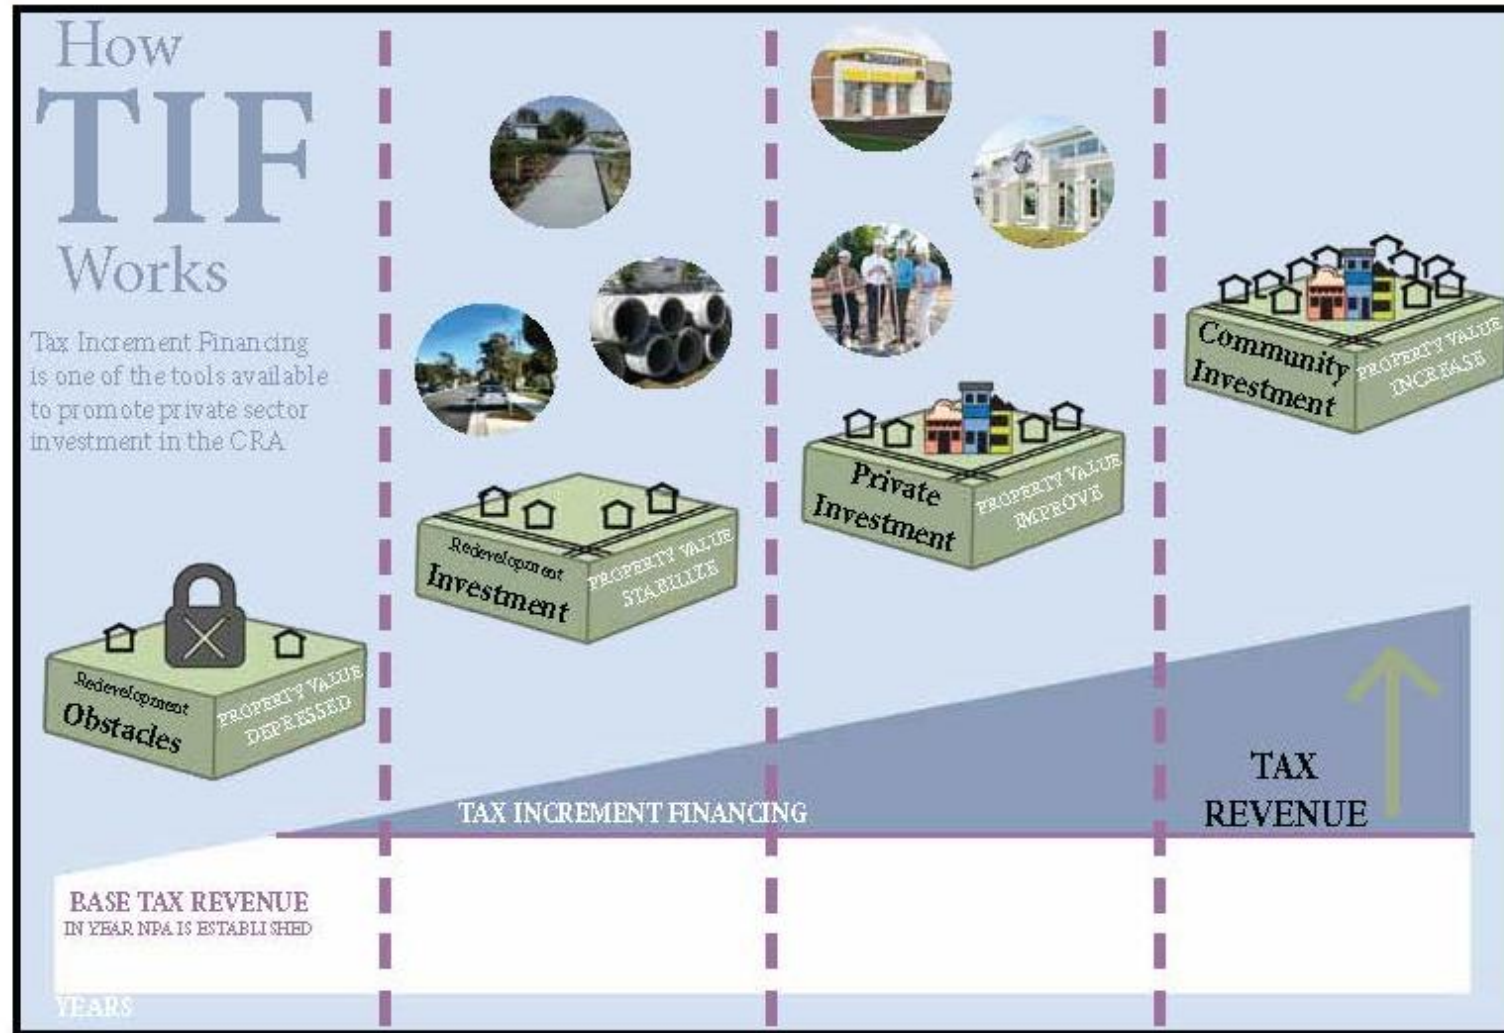 How
TIF
Works
Tax Increment Financing
is one of the tools available
to promote private sector
investment in the CRA
Redevelopment
Obstacles
PROPERTY VALUE
DEPRESSED
Redevelopment
Investment
PROPERTY VALUE
STABILIZE
Private
Investment
PROPERTY VALUE
IMPROVE
Community
Investment
PROPERTY VALUE
INCREASE
TAX INCREMENT FINANCING
TAX
REVENUE
BASE TAX REVENUE
IN YEAR NPA IS ESTABLISHED
YEARS